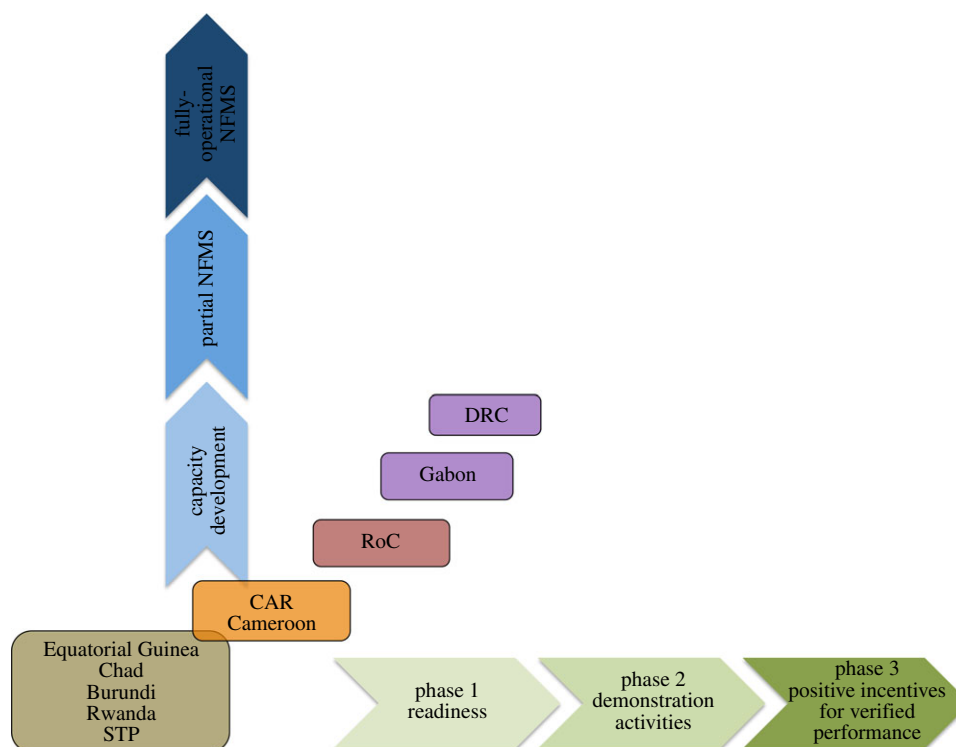 fully-
operational
NFMS
partial NFMS
capacity
development
DRC
Gabon
RoC
CAR
Cameroon
Equatorial Guinea
Chad
Burundi
Rwanda
STP
phase 1
readiness
phase 2
demonstration
activities
phase 3
positive incentives
for verified
performance